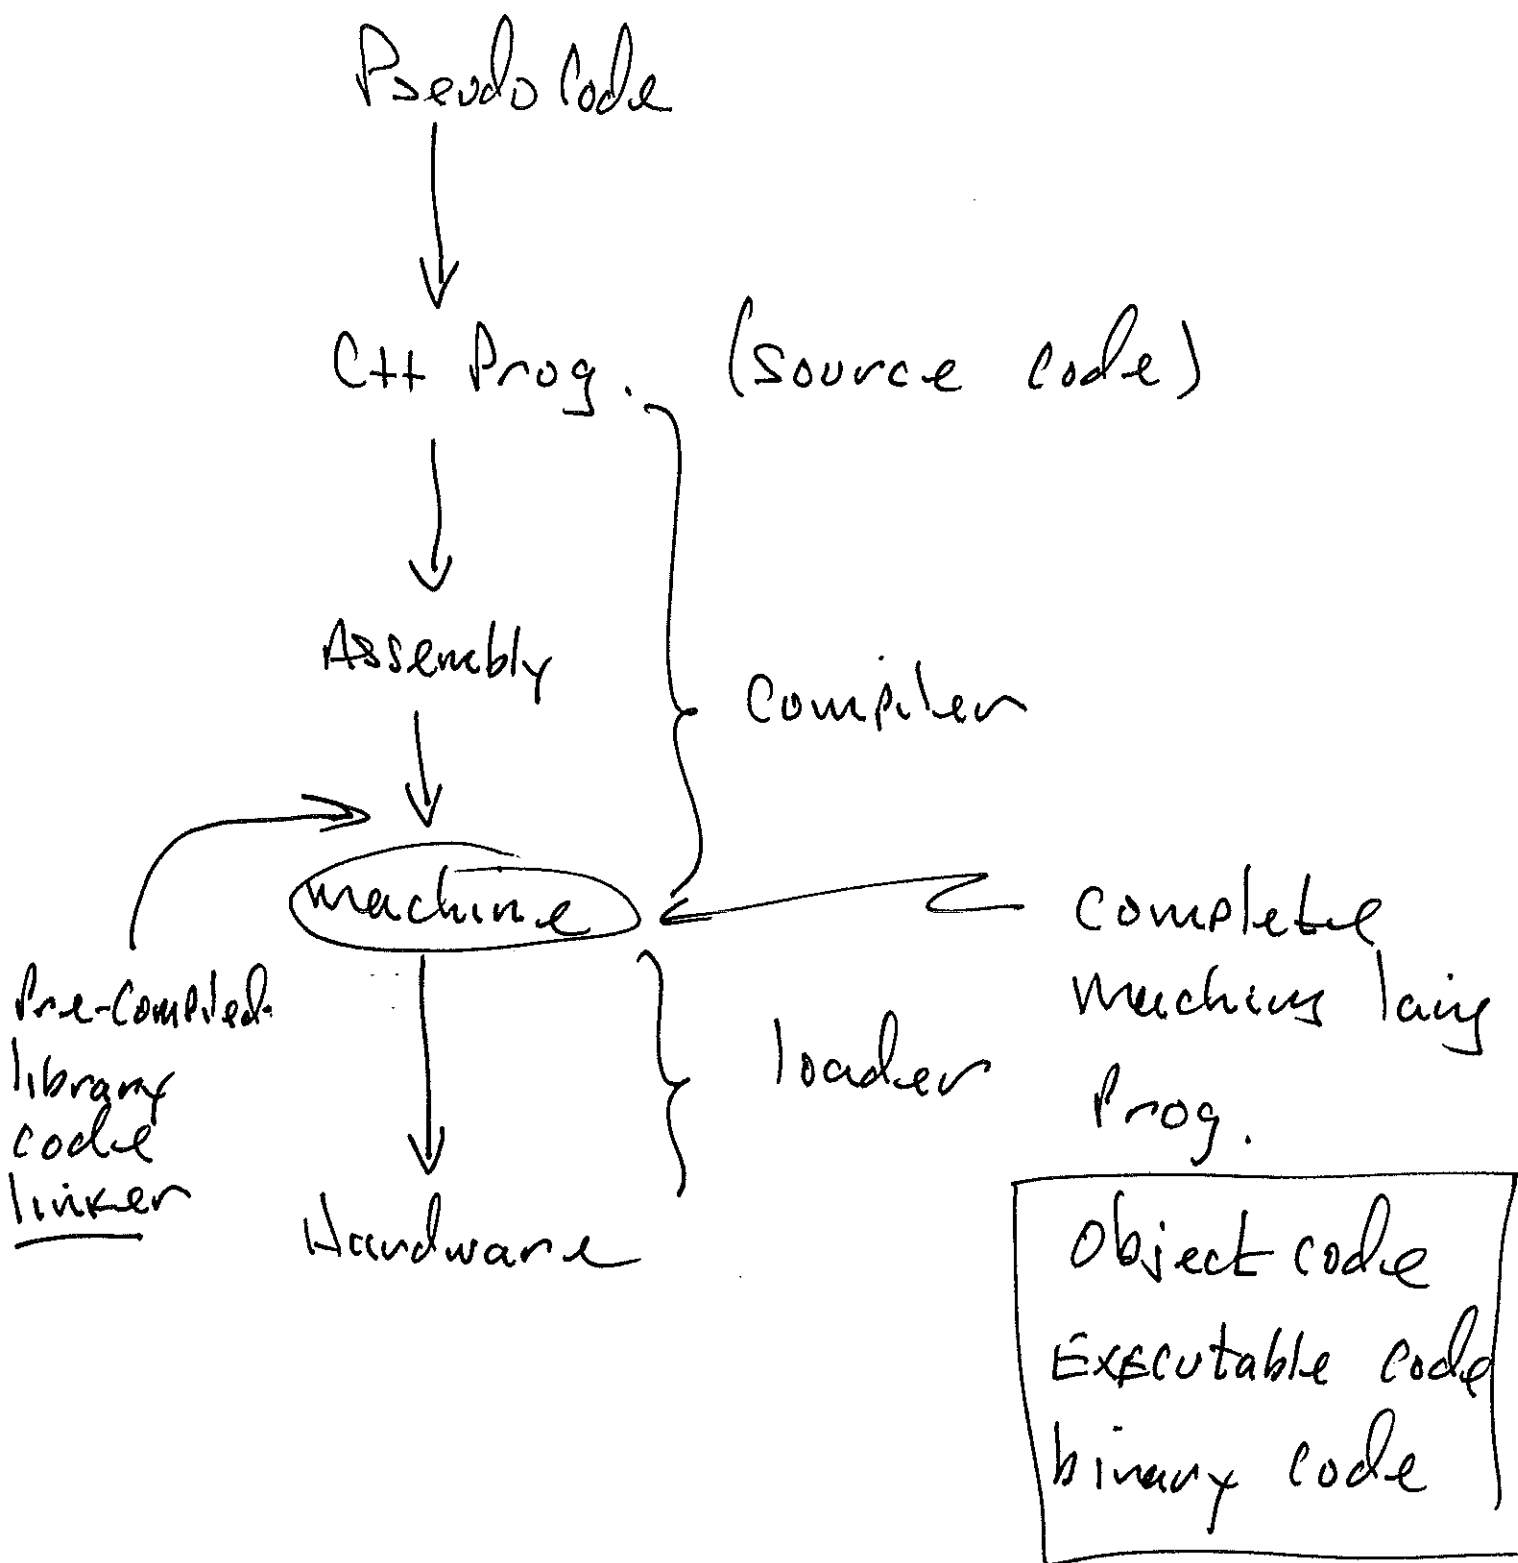 Pseudo Code
C++ Prog. (source code)
Assembly
Compiler
machine
Pre-compiled
library
code
linker
loader
Hardware
complete
machine lang
Prog.
Object code
Executable code
binary code